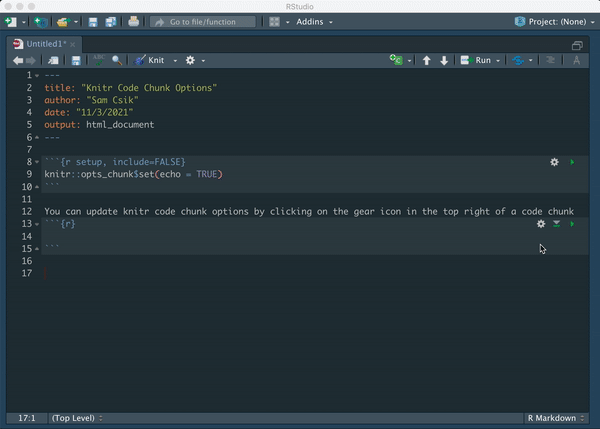 RStudio
Go to file/function
Addins
Project: (None)
Untitled1*
ABC
Knit
Run
1 ---
2 title: "Knitr Code Chunk Options"
3 author: "Sam Csik"
4 date: "11/3/2021"
5 output: html_document
6 ---
7
8 ```{r setup, include=FALSE}
9 knitr::opts_chunk$set(echo = TRUE)
10 ```
11
12 You can update knitr code chunk options by clicking on the gear icon in the top right of a code chunk
13 ```{r}
14
15 ```
16
17
17:1
(Top Level)
R Markdown